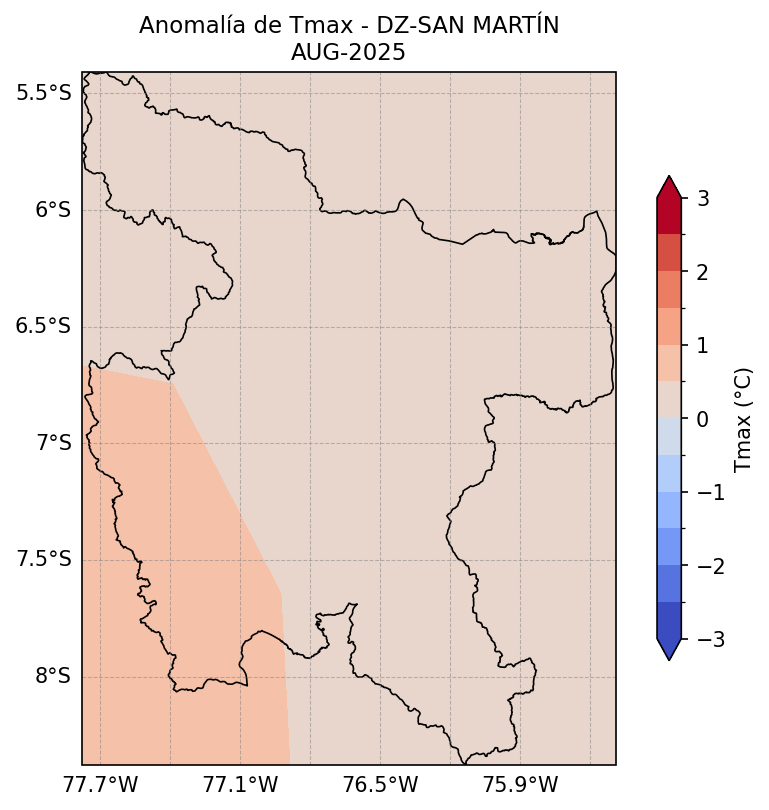 Anomalía de Tmax - DZ-SAN MARTÍN
AUG-2025
5.5°S
6°S
6.5°S
7°S
7.5°S
8°S
77.7°W 77.1°W 76.5°W 75.9°W
3
2
1
0
−1
−2
−3
Tmax (°C)